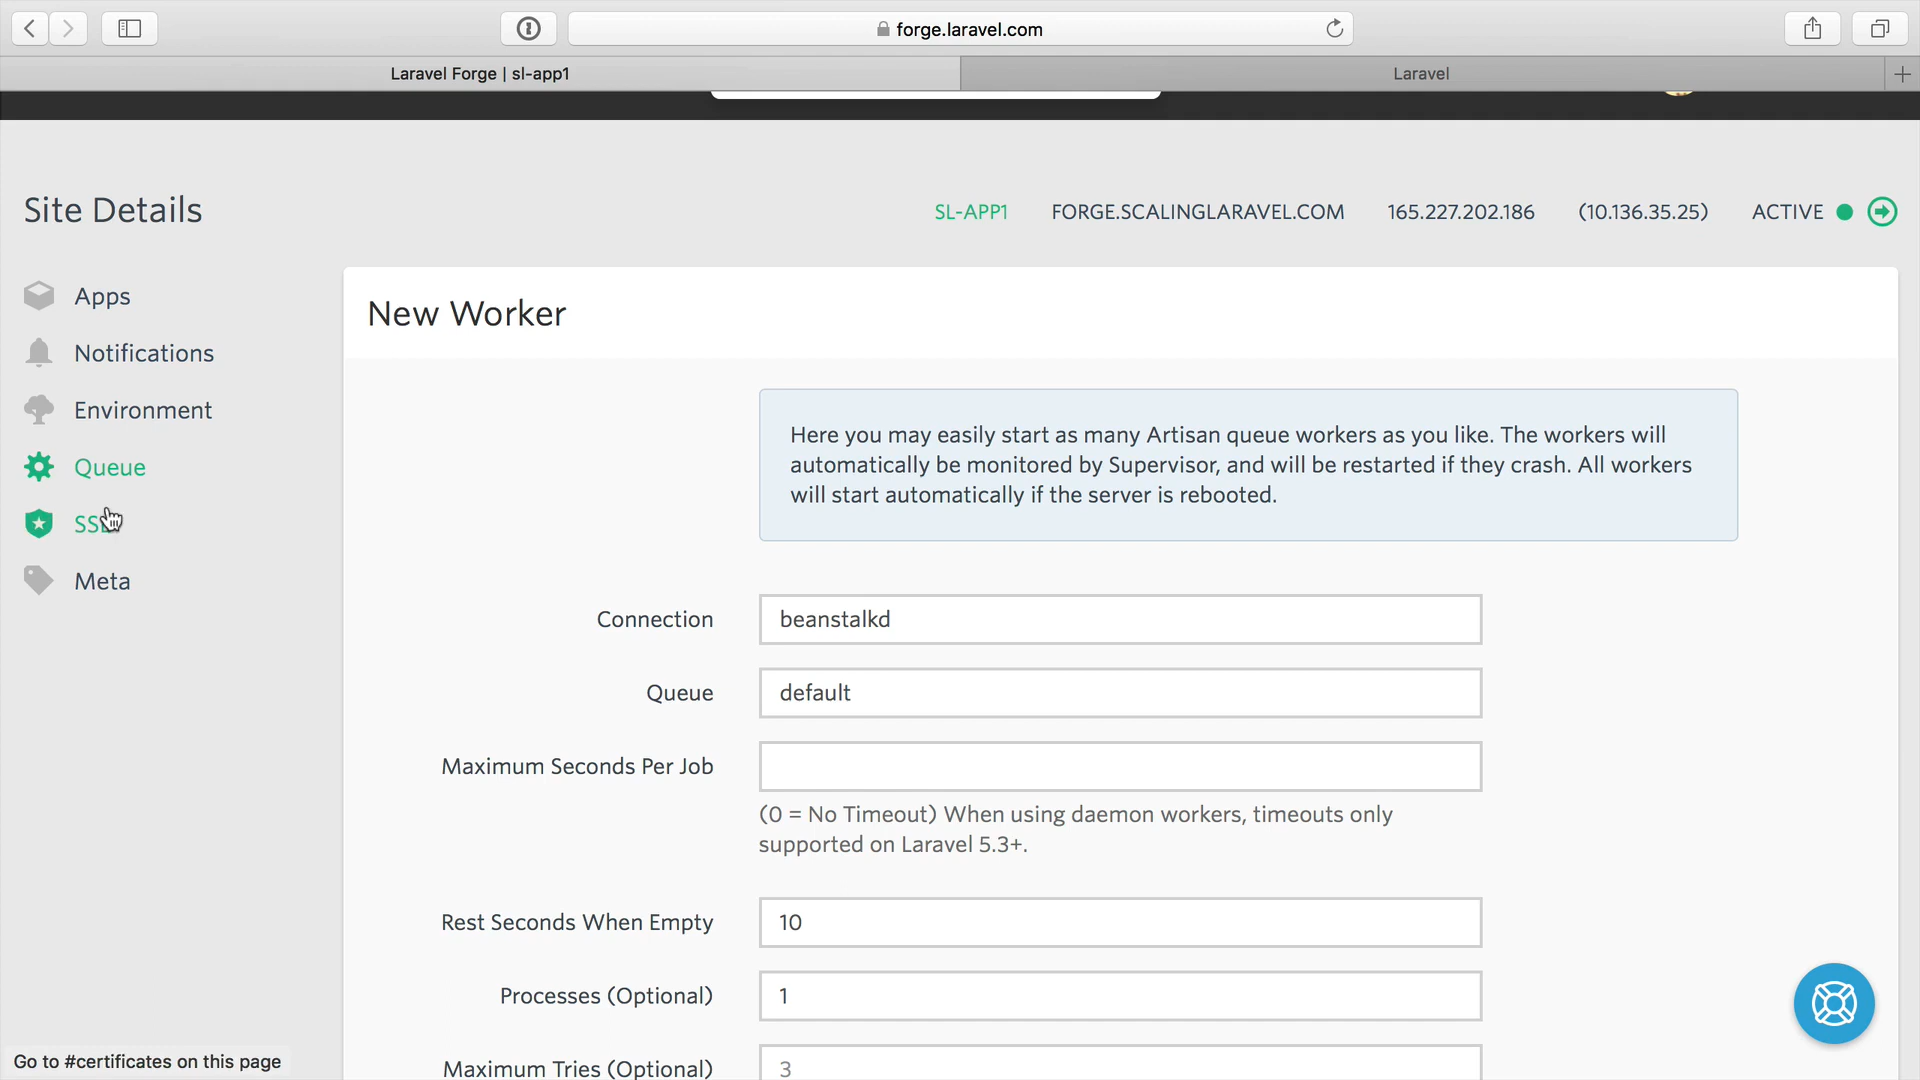 forge.laravel.com
Laravel Forge | sl-app1
Laravel
Site Details
SL-APP1
FORGE.SCALINGLARAVEL.COM
165.227.202.186
(10.136.35.25)
ACTIVE
Apps
Notifications
Environment
Queue
SSL
Meta
New Worker
Here you may easily start as many Artisan queue workers as you like. The workers will
automatically be monitored by Supervisor, and will be restarted if they crash. All workers
will start automatically if the server is rebooted.
Connection
beanstalkd
Queue
default
Maximum Seconds Per Job
(0 = No Timeout) When using daemon workers, timeouts only
supported on Laravel 5.3+.
Rest Seconds When Empty
10
Processes (Optional)
1
Maximum Tries (Optional)
3
Go to #certificates on this page